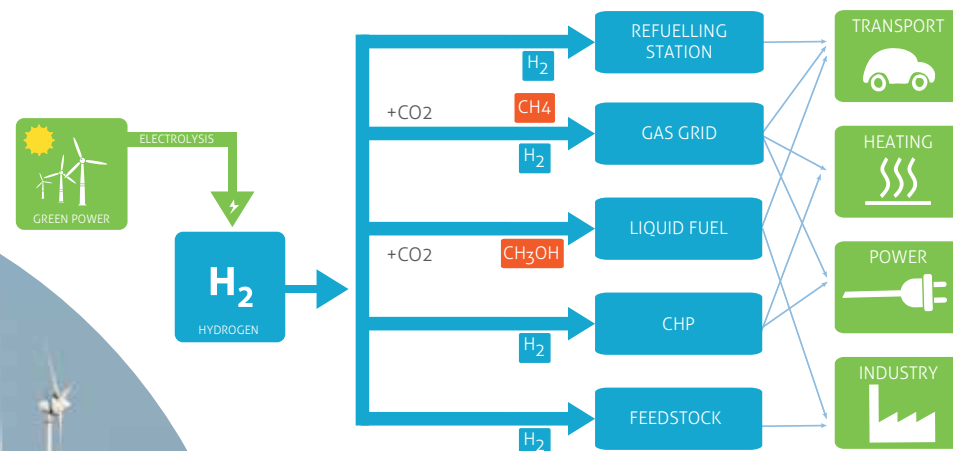 GREEN POWER
ELECTROLYSIS
H2
HYDROGEN
H2
+CO2
CH4
H2
+CO2
CH3OH
H2
H2
REFUELLING
STATION
GAS GRID
LIQUID FUEL
CHP
FEEDSTOCK
TRANSPORT
HEATING
POWER
INDUSTRY